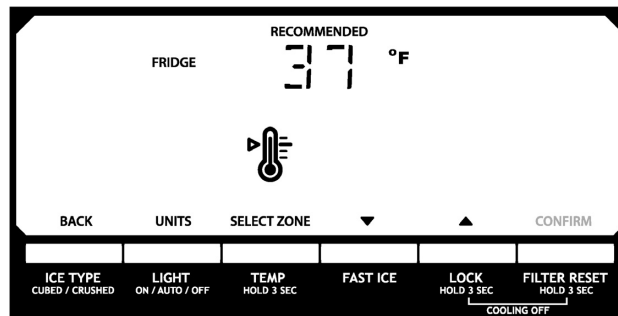 RECOMMENDED
FRIDGE 37 °F
BACK UNITS SELECT ZONE ▼ ▲ CONFIRM
ICE TYPE LIGHT TEMP FAST ICE LOCK FILTER RESET
CUBED / CRUSHED ON / AUTO / OFF HOLD 3 SEC HOLD 3 SEC HOLD 3 SEC
COOLING OFF